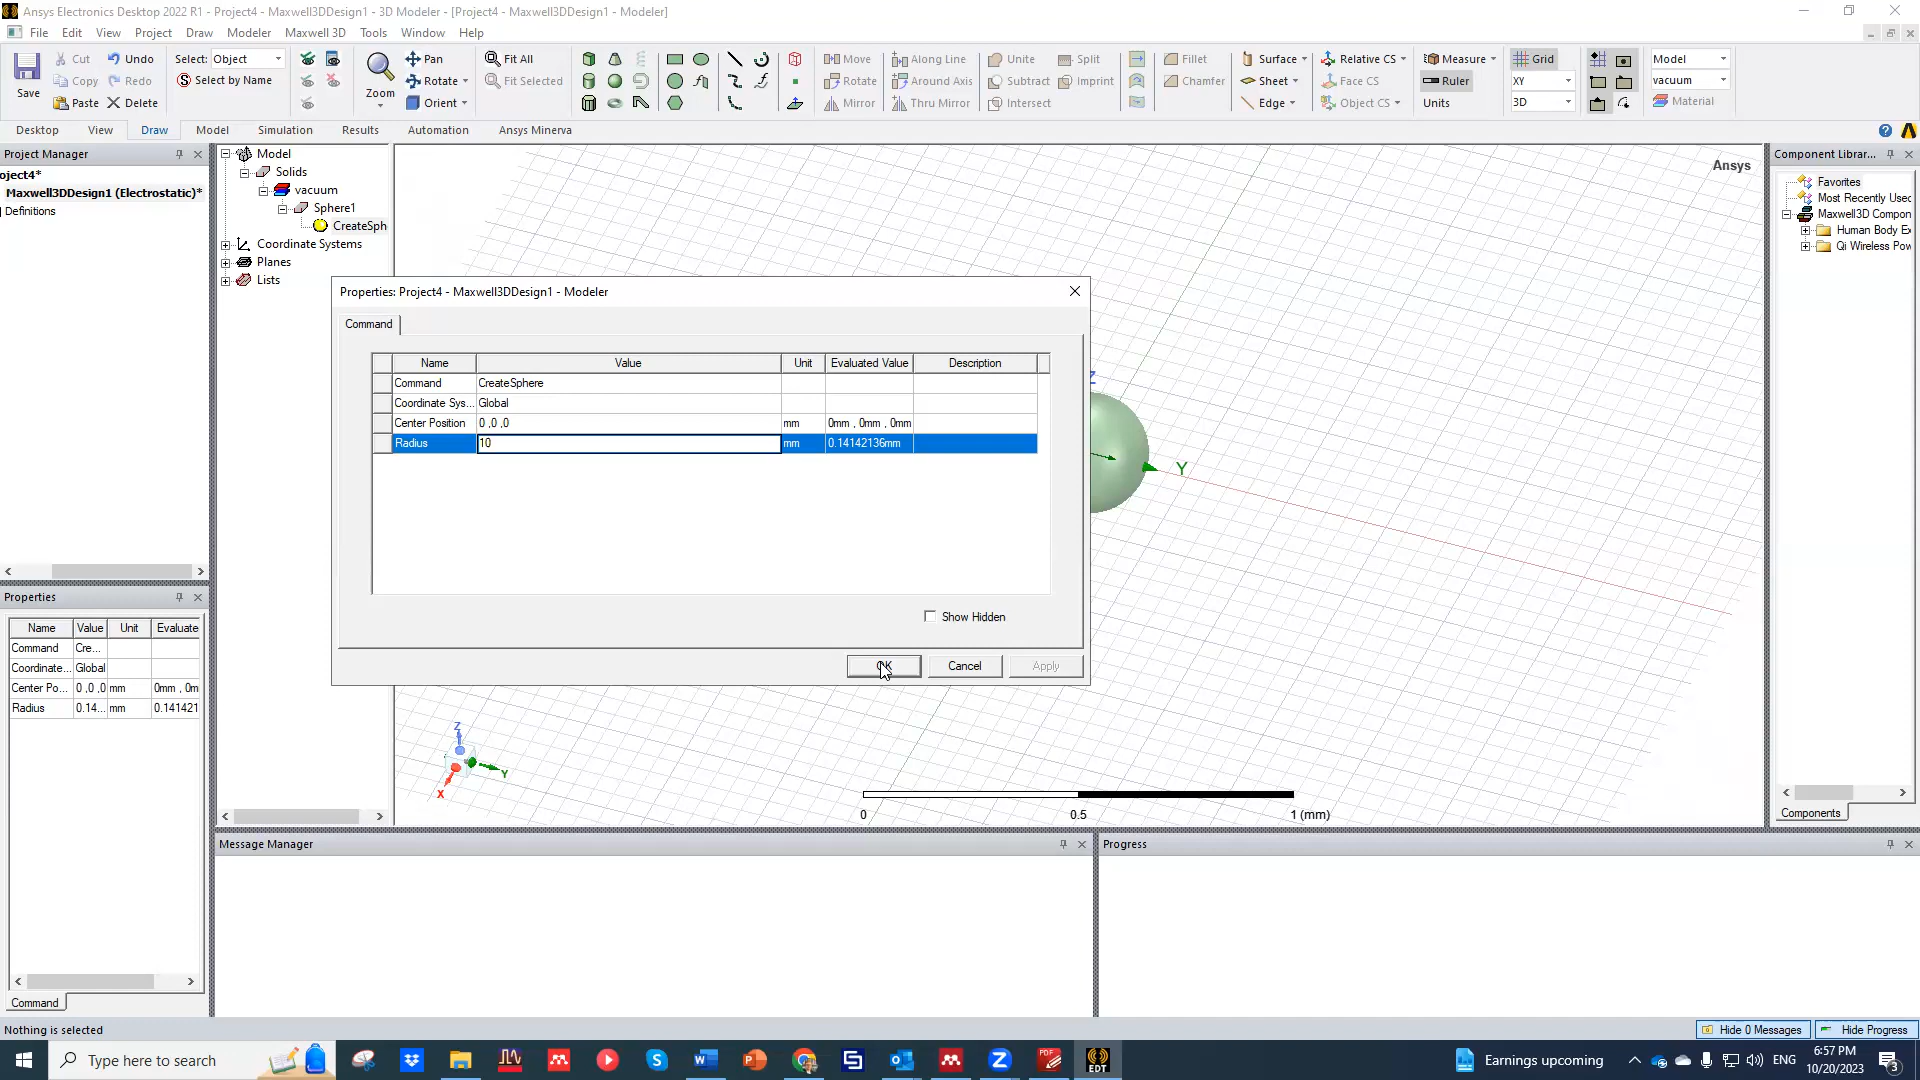 Ansys Electronics Desktop 2022 R1 - Project4 - Maxwell3DDesign1 - 3D Modeler - [Project4 - Maxwell3DDesign1 - Modeler]
File Edit View Project Draw Modeler Maxwell 3D Tools Window Help
Save
Cut Undo
Copy Redo
Paste Delete
Select: Object
Select by Name
Zoom
Pan
Rotate
Orient
Fit All
Fit Selected
Move Along Line
Rotate Around Axis
Mirror Thru Mirror
Unite Split
Subtract Imprint
Intersect
Fillet
Chamfer
Surface
Sheet
Edge
Relative CS
Face CS
Object CS
Measure
Ruler
Units
Grid
XY
3D
Model
vacuum
Material
Desktop View Draw Model Simulation Results Automation Ansys Minerva
Project Manager
oject4*
Maxwell3DDesign1 (Electrostatic)*
Definitions
Model
Solids
vacuum
Sphere1
CreateSph
Coordinate Systems
Planes
Lists
Ansys
Component Librar...
Favorites
Most Recently Used
Maxwell3D Compon
Human Body Ex
Qi Wireless Pow
Components
Properties: Project4 - Maxwell3DDesign1 - Modeler
Command
Name Value Unit Evaluated Value Description
Command CreateSphere
Coordinate Sys... Global
Center Position 0 ,0 ,0 mm 0mm , 0mm , 0mm
Radius 10 mm 0.14142136mm
Show Hidden
OK Cancel Apply
Z
Y
Z
Y
X
0 0.5 1 (mm)
Properties
Name Value Unit Evaluate
Command Cre...
Coordinate... Global
Center Po... 0 ,0 ,0 mm 0mm , 0m
Radius 0.14... mm 0.141421
Command
Message Manager
Progress
Nothing is selected
Hide 0 Messages Hide Progress
Type here to search
PDF
EDT
Earnings upcoming
ENG
6:57 PM
10/20/2023
3